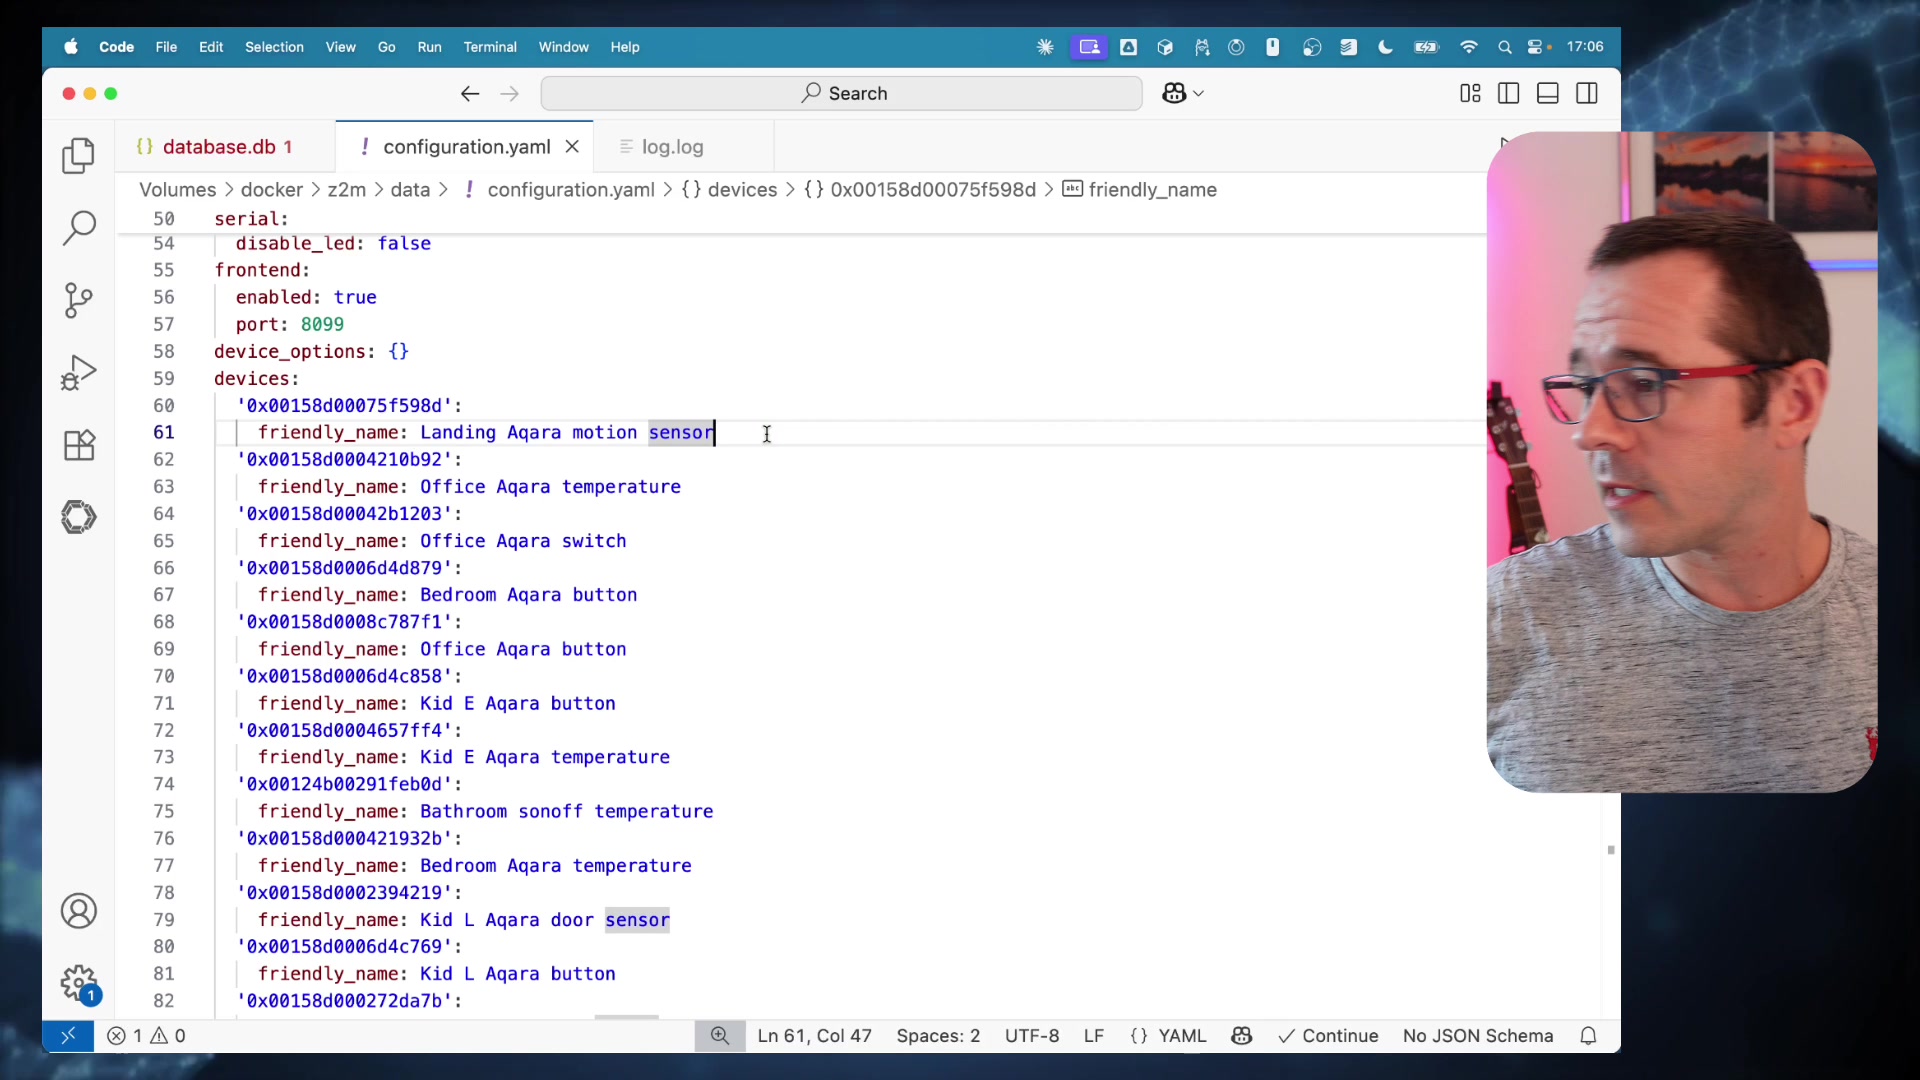 Code File Edit Selection View Go Run Terminal Window Help 17:06
Search
{} database.db 1 ! configuration.yaml log.log
Volumes > docker > z2m > data > ! configuration.yaml > {} devices > {} 0x00158d00075f598d > abc friendly_name
50 serial:
54 disable_led: false
55 frontend:
56 enabled: true
57 port: 8099
58 device_options: {}
59 devices:
60 '0x00158d00075f598d':
61 friendly_name: Landing Aqara motion sensor
62 '0x00158d0004210b92':
63 friendly_name: Office Aqara temperature
64 '0x00158d00042b1203':
65 friendly_name: Office Aqara switch
66 '0x00158d0006d4d879':
67 friendly_name: Bedroom Aqara button
68 '0x00158d0008c787f1':
69 friendly_name: Office Aqara button
70 '0x00158d0006d4c858':
71 friendly_name: Kid E Aqara button
72 '0x00158d0004657ff4':
73 friendly_name: Kid E Aqara temperature
74 '0x00124b00291feb0d':
75 friendly_name: Bathroom sonoff temperature
76 '0x00158d000421932b':
77 friendly_name: Bedroom Aqara temperature
78 '0x00158d0002394219':
79 friendly_name: Kid L Aqara door sensor
80 '0x00158d0006d4c769':
81 friendly_name: Kid L Aqara button
82 '0x00158d000272da7b':
1
1 0 Ln 61, Col 47 Spaces: 2 UTF-8 LF {} YAML Continue No JSON Schema